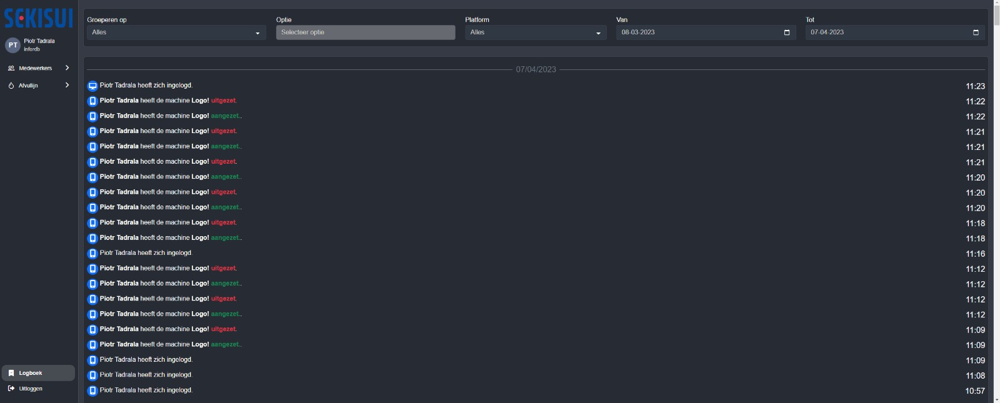 SEKISUI
PT
Piotr Tadrala
infordb
Medewerkers
Afvullijn
Logboek
Uitloggen
Groeperen op
Alles
Optie
Selecteer optie
Platform
Alles
Van
08-03-2023
Tot
07-04-2023
07/04/2023
Piotr Tadrala heeft zich ingelogd. 11:23
Piotr Tadrala heeft de machine Logo! uitgezet. 11:22
Piotr Tadrala heeft de machine Logo! aangezet.. 11:22
Piotr Tadrala heeft de machine Logo! uitgezet. 11:21
Piotr Tadrala heeft de machine Logo! aangezet.. 11:21
Piotr Tadrala heeft de machine Logo! uitgezet. 11:21
Piotr Tadrala heeft de machine Logo! aangezet.. 11:20
Piotr Tadrala heeft de machine Logo! uitgezet. 11:20
Piotr Tadrala heeft de machine Logo! aangezet.. 11:20
Piotr Tadrala heeft de machine Logo! uitgezet. 11:18
Piotr Tadrala heeft de machine Logo! aangezet.. 11:18
Piotr Tadrala heeft zich ingelogd. 11:16
Piotr Tadrala heeft de machine Logo! uitgezet. 11:12
Piotr Tadrala heeft de machine Logo! aangezet.. 11:12
Piotr Tadrala heeft de machine Logo! uitgezet. 11:12
Piotr Tadrala heeft de machine Logo! aangezet.. 11:12
Piotr Tadrala heeft de machine Logo! uitgezet. 11:09
Piotr Tadrala heeft de machine Logo! aangezet.. 11:09
Piotr Tadrala heeft zich ingelogd. 11:09
Piotr Tadrala heeft zich ingelogd. 11:08
Piotr Tadrala heeft zich ingelogd. 10:57